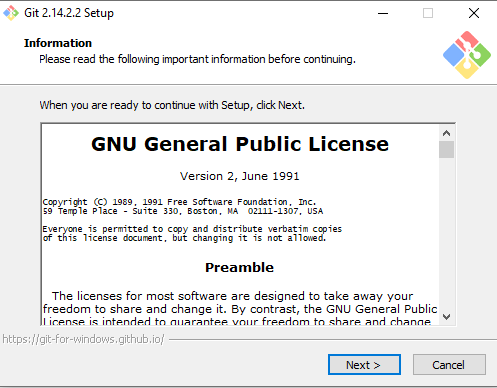 Git 2.14.2.2 Setup
Information
Please read the following important information before continuing.
When you are ready to continue with Setup, click Next.
GNU General Public License
Version 2, June 1991
Copyright (C) 1989, 1991 Free Software Foundation, Inc.
59 Temple Place - Suite 330, Boston, MA  02111-1307, USA
Everyone is permitted to copy and distribute verbatim copies
of this license document, but changing it is not allowed.
Preamble
The licenses for most software are designed to take away your
freedom to share and change it. By contrast, the GNU General Public
License is intended to guarantee your freedom to share and change
https://git-for-windows.github.io/
Next >
Cancel